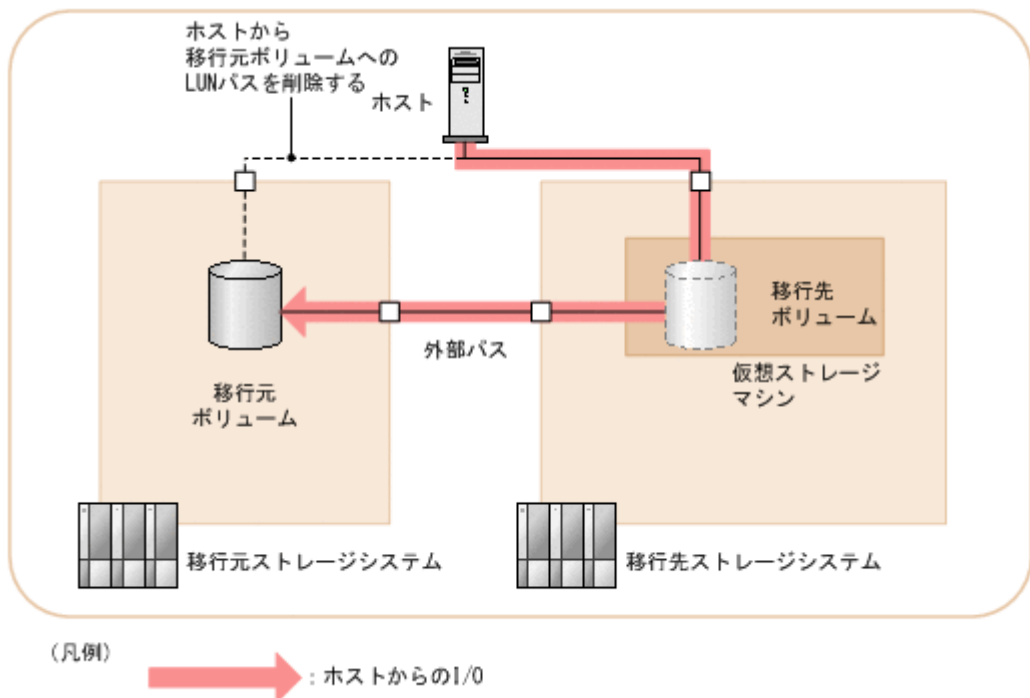 ホストから
移行元ボリュームへの
LUNパスを削除する
ホスト
移行先
ボリューム
外部パス
仮想ストレージ
マシン
移行元
ボリューム
移行元ストレージシステム
移行先ストレージシステム
(凡例)
: ホストからのI/O